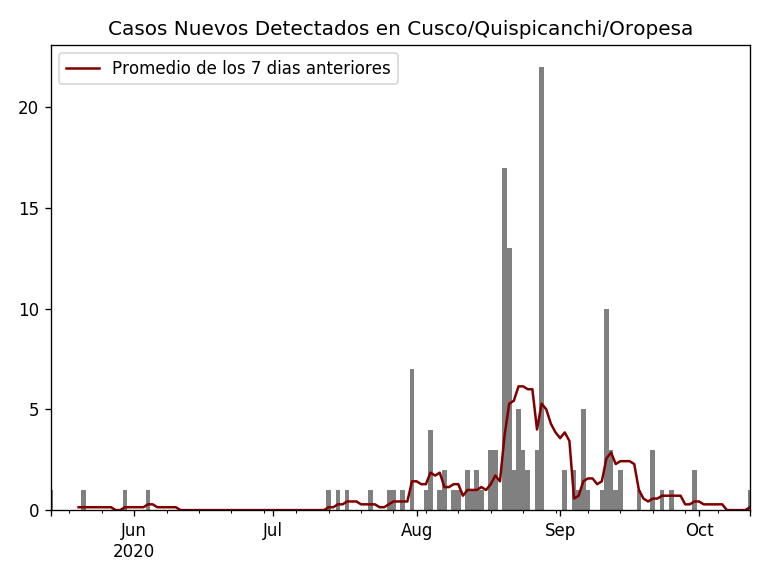 Casos Nuevos Detectados en Cusco/Quispicanchi/Oropesa
Promedio de los 7 dias anteriores
20
15
10
5
0
Jun Jul Aug Sep Oct
2020